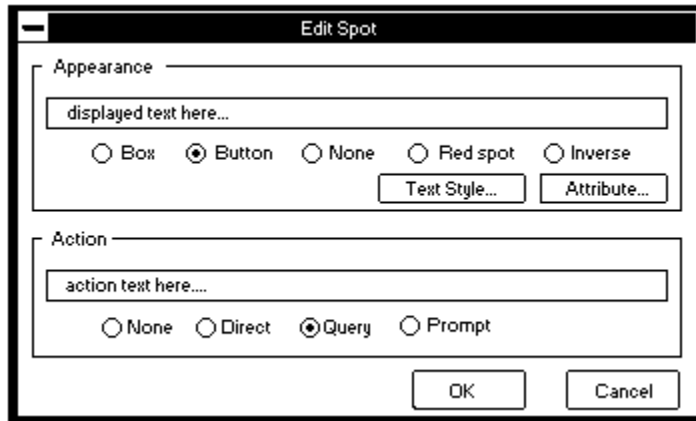 Edit Spot
Appearance
displayed text here...
Box Button None Red spot Inverse
Text Style... Attribute...
Action
action text here....
None Direct Query Prompt
OK Cancel